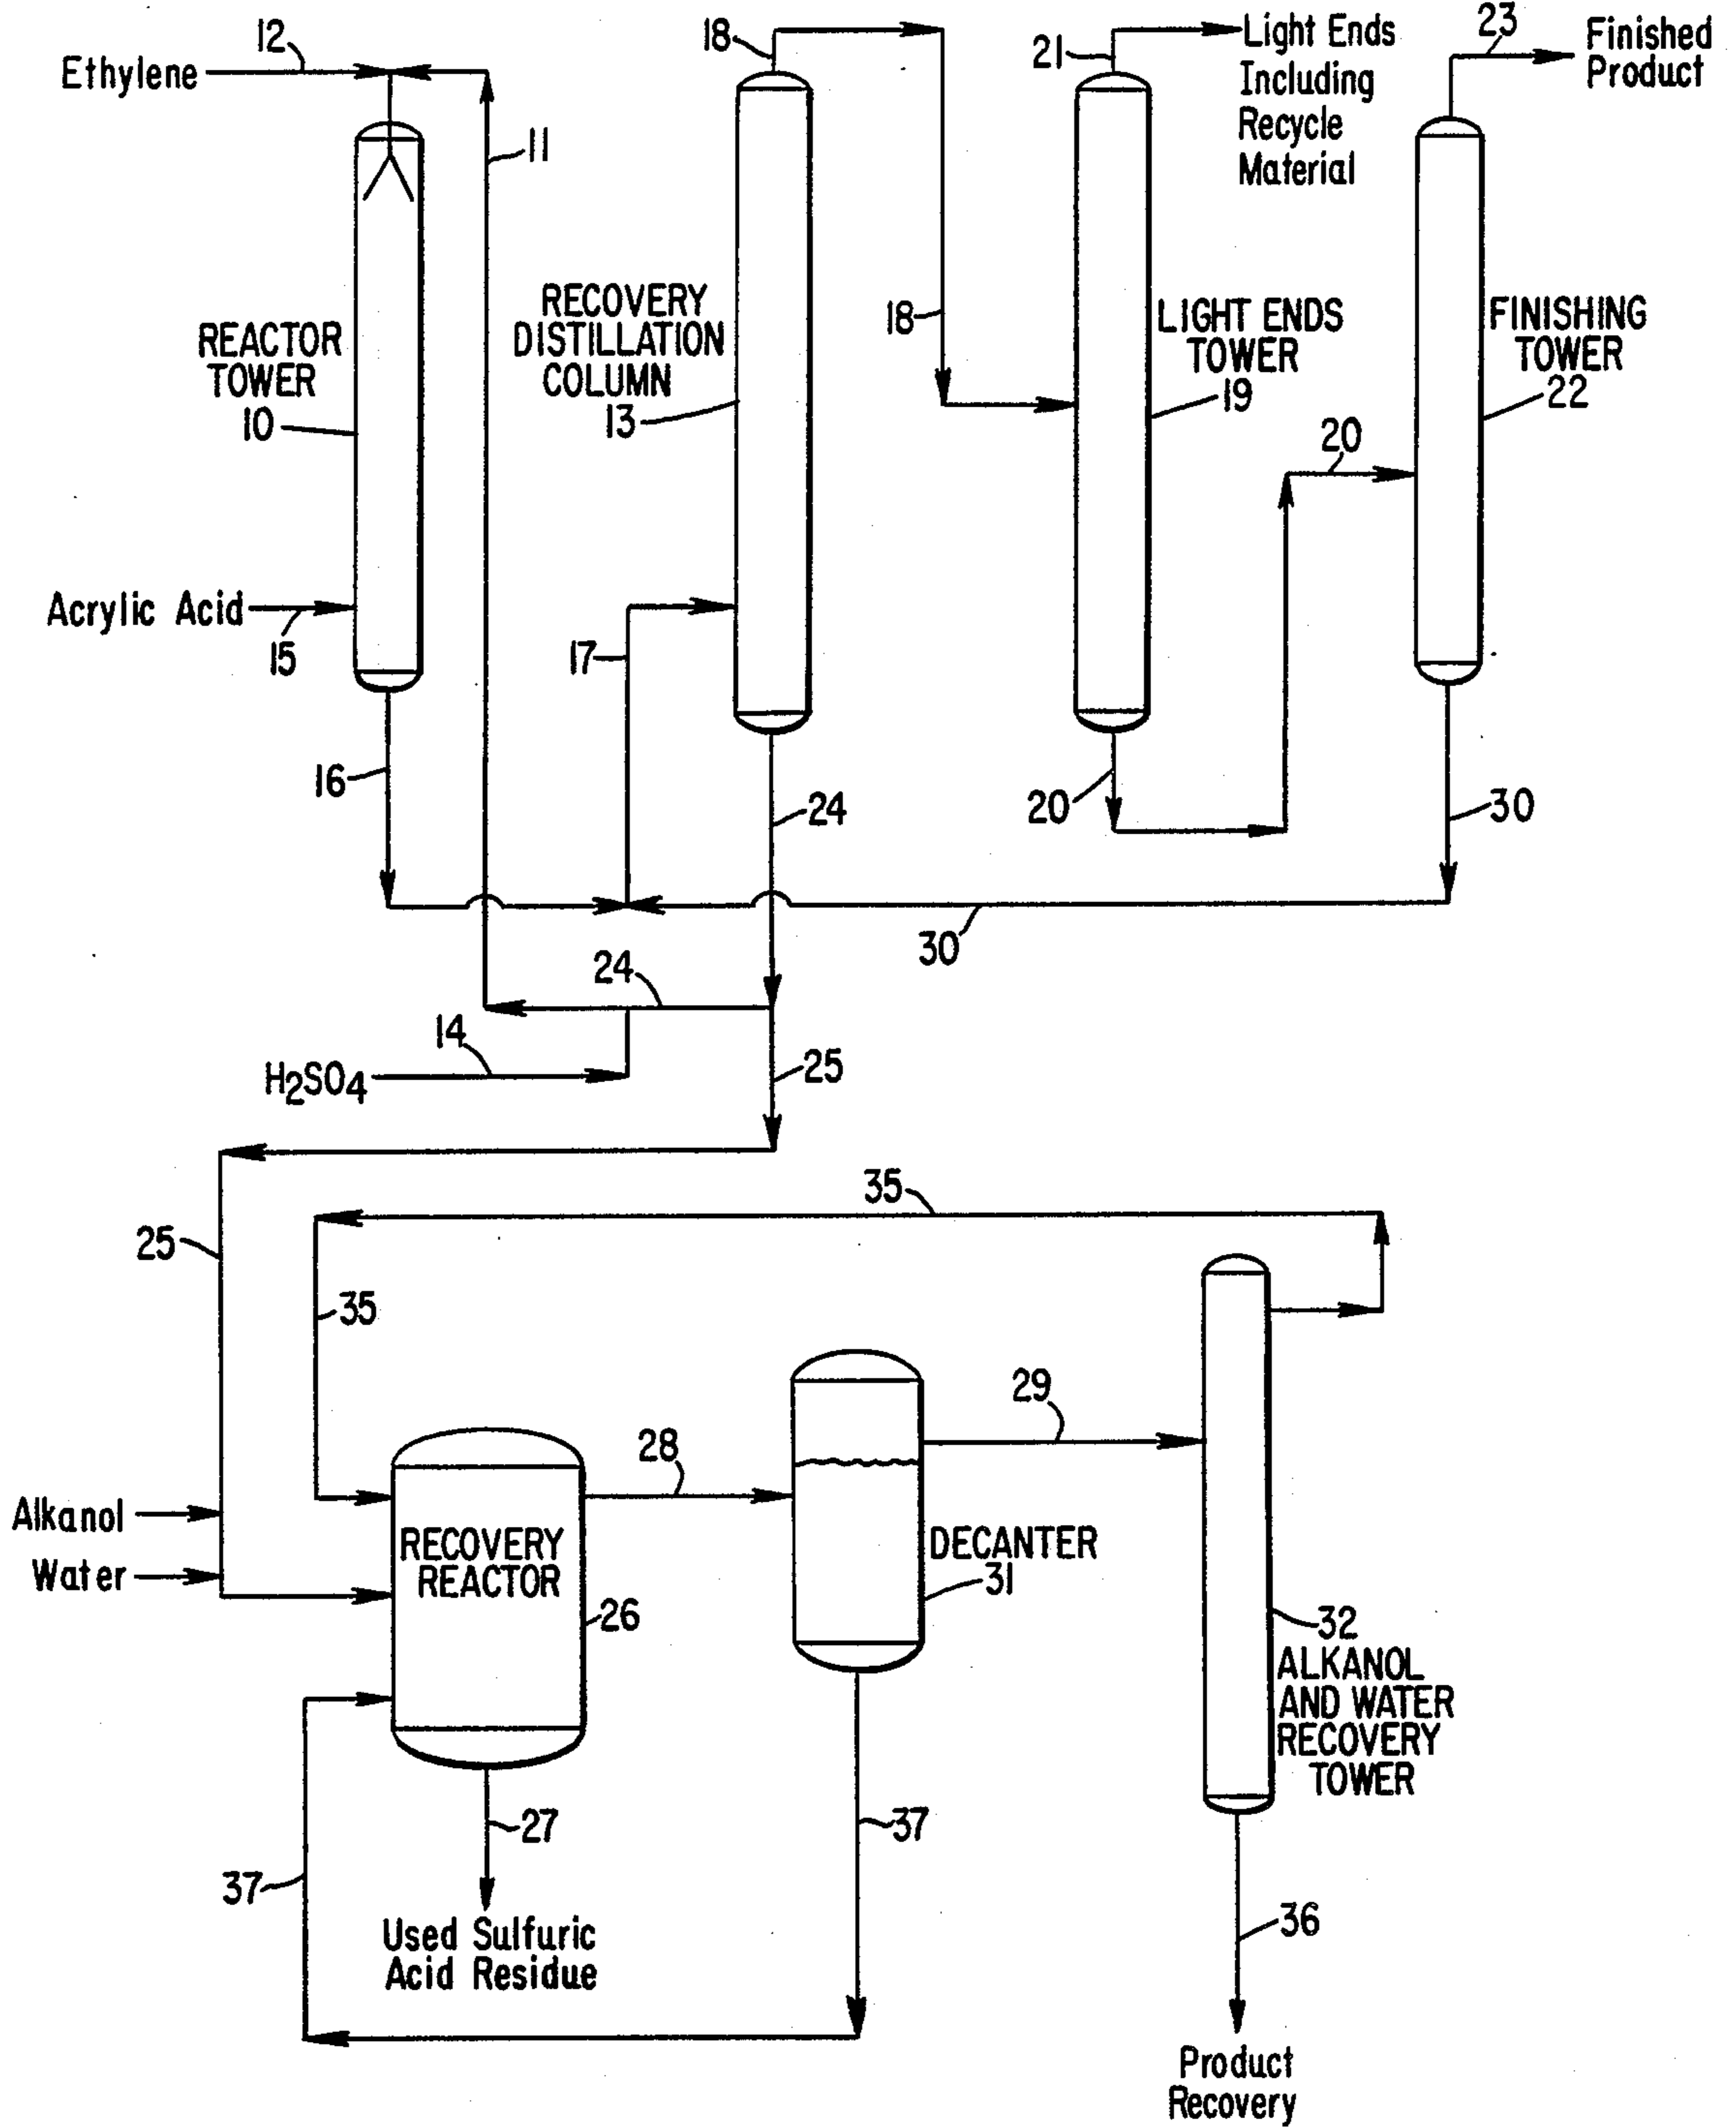 12
Ethylene
11
18
18
21
Light Ends
Including
Recycle
Material
23
Finished
Product
REACTOR
TOWER
10
RECOVERY
DISTILLATION
COLUMN
13
LIGHT ENDS
TOWER
19
FINISHING
TOWER
22
20
Acrylic Acid
15
17
16
24
20
30
30
24
14
H2SO4
25
35
25
35
29
28
Alkanol
Water
RECOVERY
REACTOR
26
DECANTER
31
32
ALKANOL
AND WATER
RECOVERY
TOWER
27
37
37
36
Used Sulfuric
Acid Residue
Product
Recovery